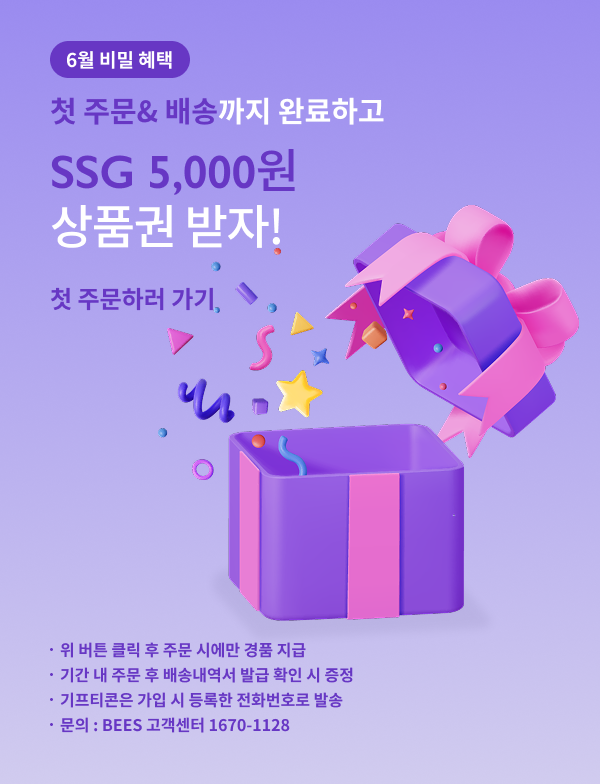 6월 비밀 혜택
첫 주문& 배송까지 완료하고
SSG 5,000원
상품권 받자!
첫 주문하러 가기
· 위 버튼 클릭 후 주문 시에만 경품 지급
· 기간 내 주문 후 배송내역서 발급 확인 시 증정
· 기프티콘은 가입 시 등록한 전화번호로 발송
· 문의 : BEES 고객센터 1670-1128